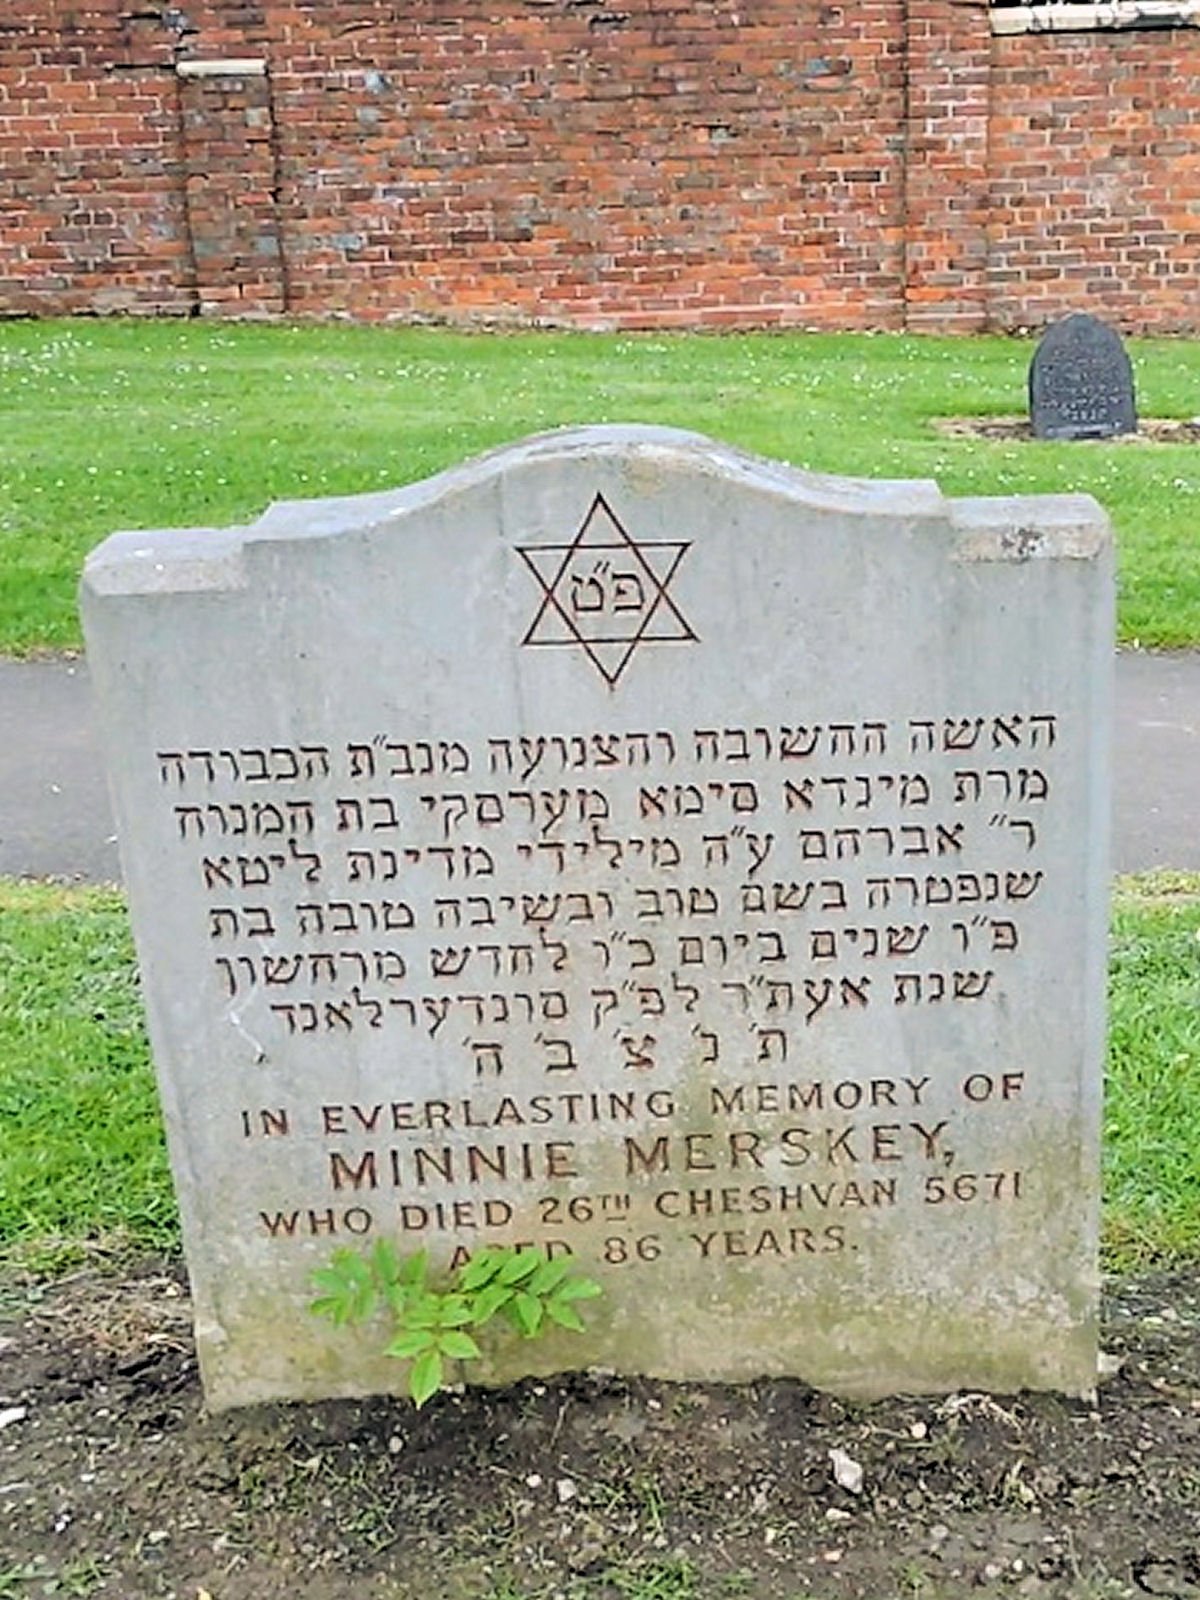 פ״ט
האשה החשובה והצנועה מנב״ת הכבודה
מרת מינדא סימא מערסקי בת המנוח
ר״ אברהם ע״ה מילידי מדינת ליטא
שנפטרה בשם טוב ובשיבה טובה בת
פ״ו שנים ביום כ״ו לחדש מרחשון
שנת אעת״ר לפ״ק סונדערלאנד
ת׳ נ׳ צ׳ ב׳ ה׳
IN EVERLASTING MEMORY OF
MINNIE MERSKEY,
WHO DIED 26TH CHESHVAN 5671
AGED 86 YEARS.